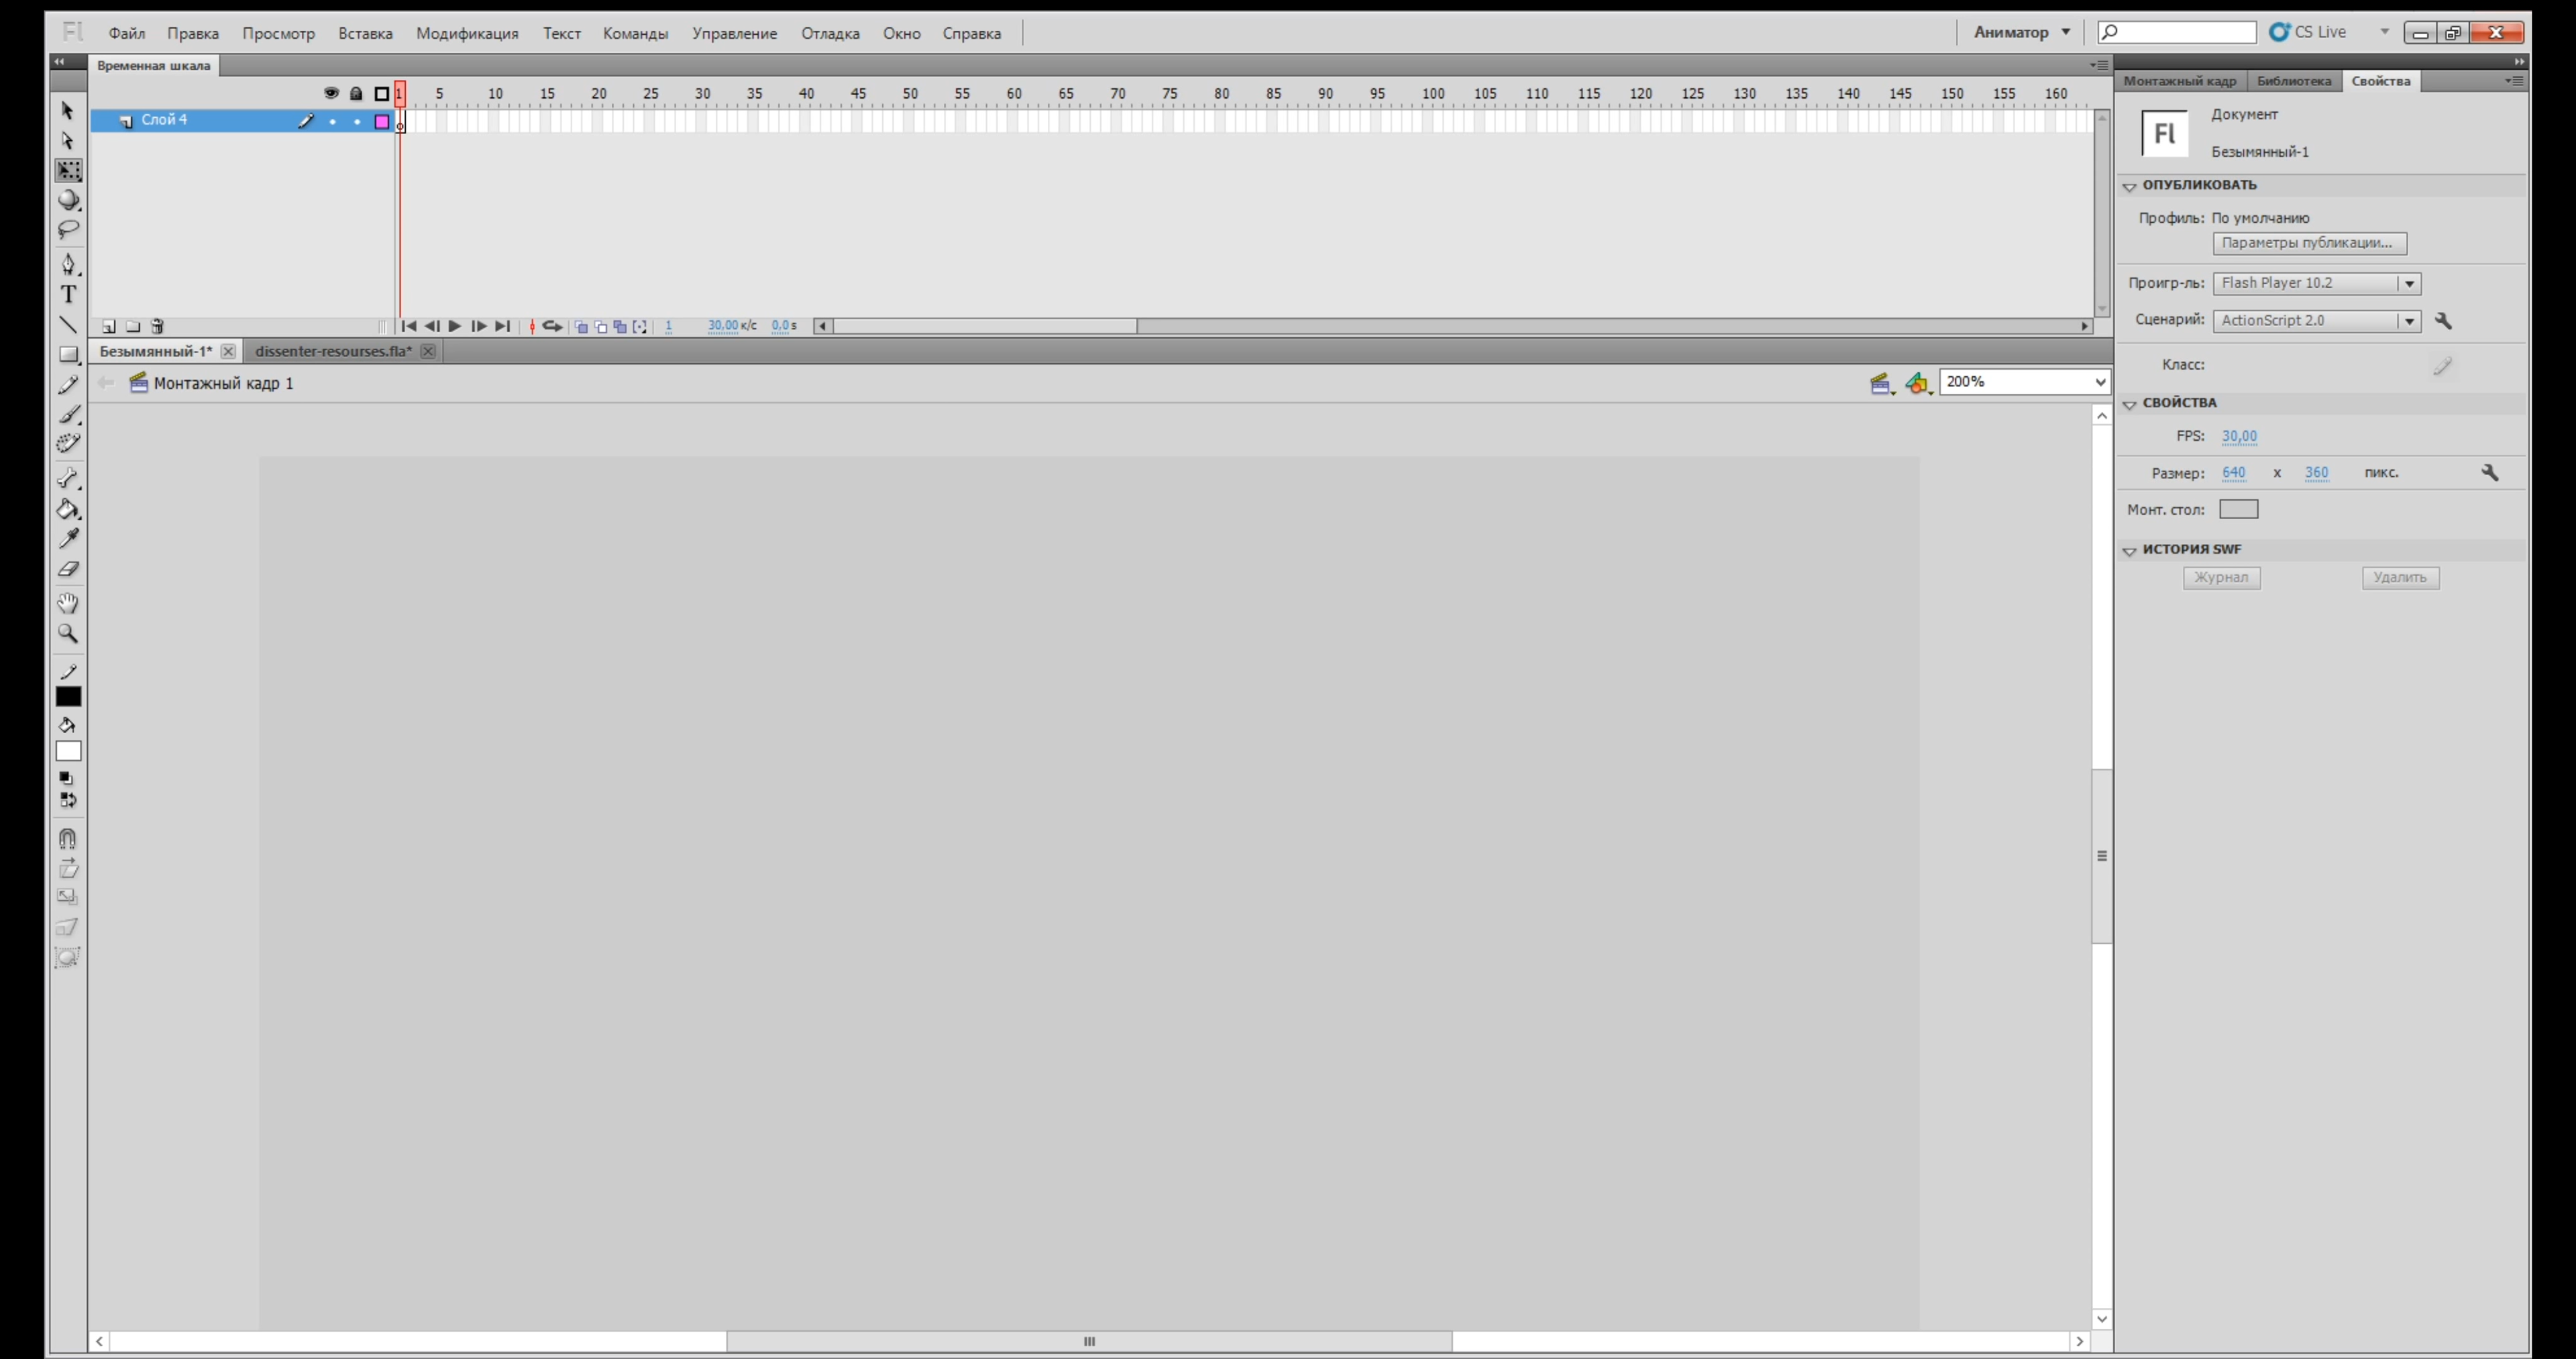 Fl Файл Правка Просмотр Вставка Модификация Текст Команды Управление Отладка Окно Справка Аниматор CS Live
Временная шкала
1 5 10 15 20 25 30 35 40 45 50 55 60 65 70 75 80 85 90 95 100 105 110 115 120 125 130 135 140 145 150 155 160
Слой 4
1 30,00 к/с 0,0 s
Безымянный-1* dissenter-resourses.fla*
Монтажный кадр 1 200%
T
Монтажный кадр Библиотека Свойства
Fl
Документ
Безымянный-1
ОПУБЛИКОВАТЬ
Профиль: По умолчанию
Параметры публикации...
Проигр-ль: Flash Player 10.2
Сценарий: ActionScript 2.0
Класс:
СВОЙСТВА
FPS: 30,00
Размер: 640 x 360 пикс.
Монт. стол:
ИСТОРИЯ SWF
Журнал Удалить